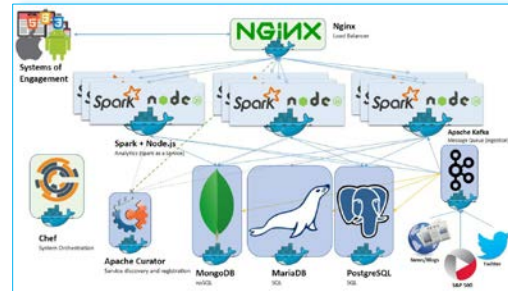 NGINX
Nginx
Load Balancer
Systems of Engagement
Spark node
Spark node
Spark node
Spark + Node.js
Analytics (Spark as a Service)
Apache Kafka
Message Queue (Ingestion)
Chef
System Orchestration
Apache Curator
Service discovery and registration
MongoDB
noSQL
MariaDB
SQL
PostgreSQL
SQL
News/Blogs
S&P 500
Twitter